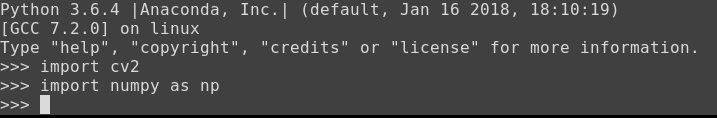 Python 3.6.4 |Anaconda, Inc.| (default, Jan 16 2018, 18:10:19)
[GCC 7.2.0] on linux
Type "help", "copyright", "credits" or "license" for more information.
>>> import cv2
>>> import numpy as np
>>>